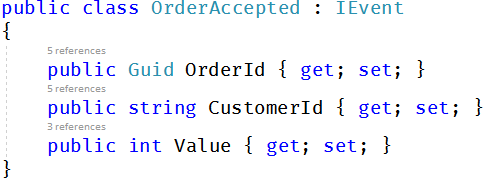 public class OrderAccepted : IEvent
{
5 references
public Guid OrderId { get; set; }
5 references
public string CustomerId { get; set; }
3 references
public int Value { get; set; }
}